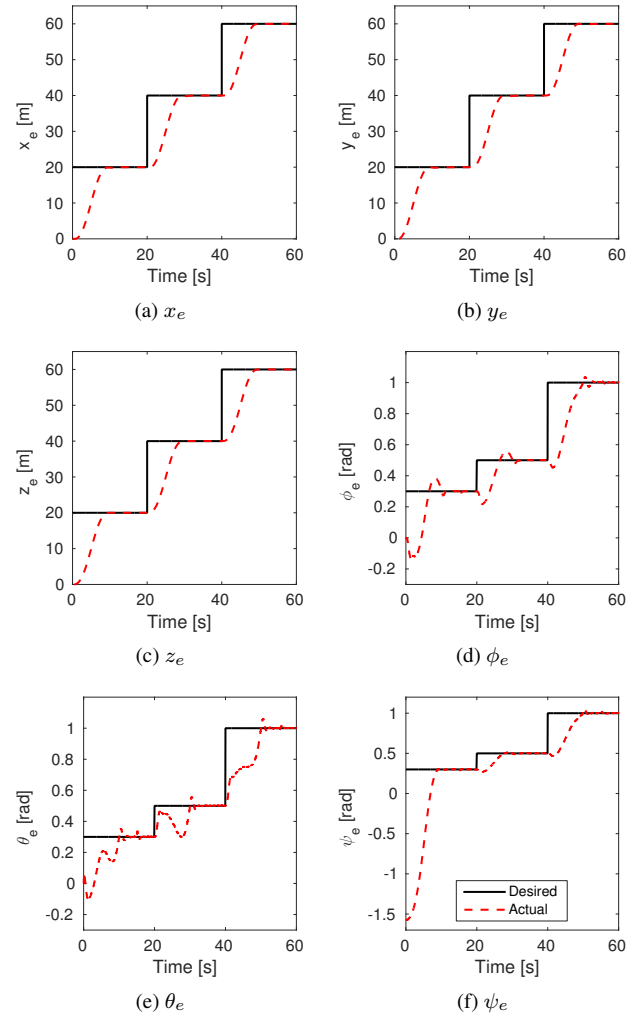 60
50
40
30
20
10
0
x_e [m]
0 20 40 60
Time [s]
(a) x_e
60
50
40
30
20
10
0
y_e [m]
0 20 40 60
Time [s]
(b) y_e
60
50
40
30
20
10
0
z_e [m]
0 20 40 60
Time [s]
(c) z_e
1
0.8
0.6
0.4
0.2
0
-0.2
ϕ_e [rad]
0 20 40 60
Time [s]
(d) ϕ_e
1
0.8
0.6
0.4
0.2
0
-0.2
θ_e [rad]
0 20 40 60
Time [s]
(e) θ_e
1
0.5
0
-0.5
-1
-1.5
ψ_e [rad]
Desired
Actual
0 20 40 60
Time [s]
(f) ψ_e